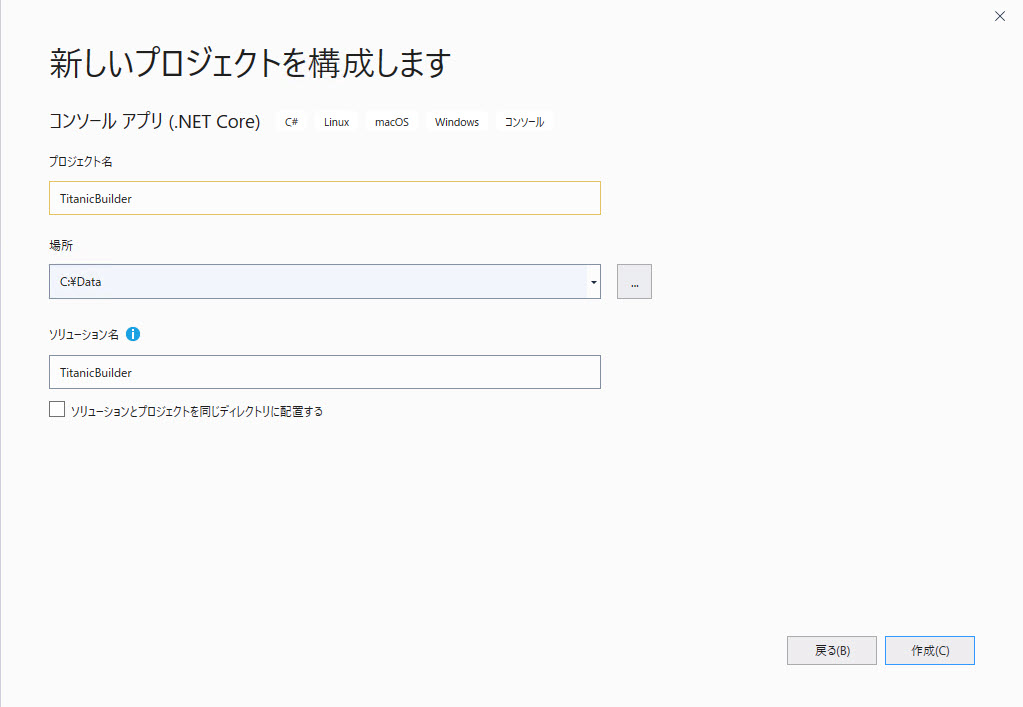 新しいプロジェクトを構成します
コンソール アプリ (.NET Core) C# Linux macOS Windows コンソール
プロジェクト名
TitanicBuilder
場所
C:¥Data
...
ソリューション名
TitanicBuilder
ソリューションとプロジェクトを同じディレクトリに配置する
戻る(B) 作成(C)